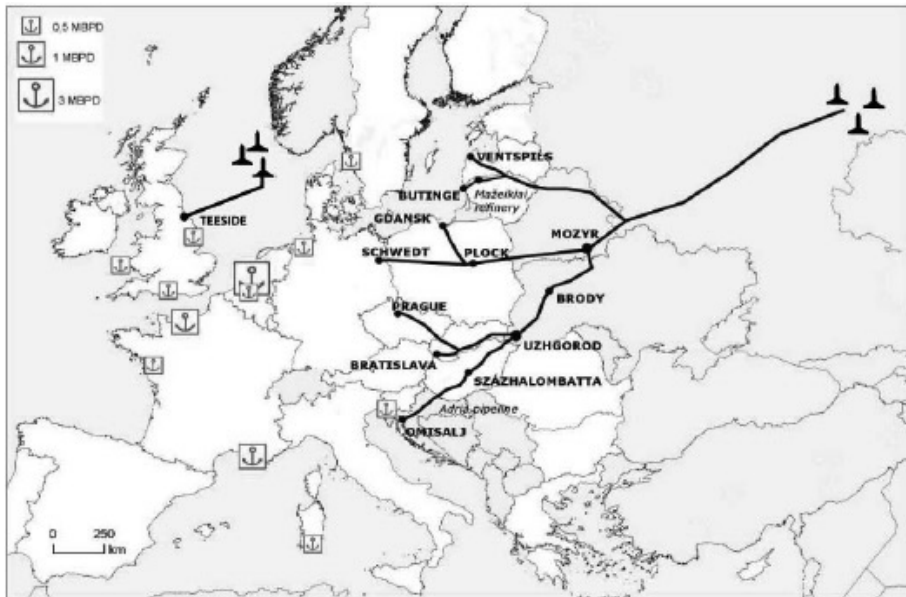 0,5 MBPD
1 MBPD
3 MBPD
VENTSPILS
BUTINGE
Mažeikiai
refinery
GDANSK
TEESIDE
MOZYR
SCHWEDT
PLOCK
BRODY
PRAGUE
UZHGOROD
BRATISLAVA
SZÁZHALOMBATTA
Adria pipeline
OMISALJ
0 250
km